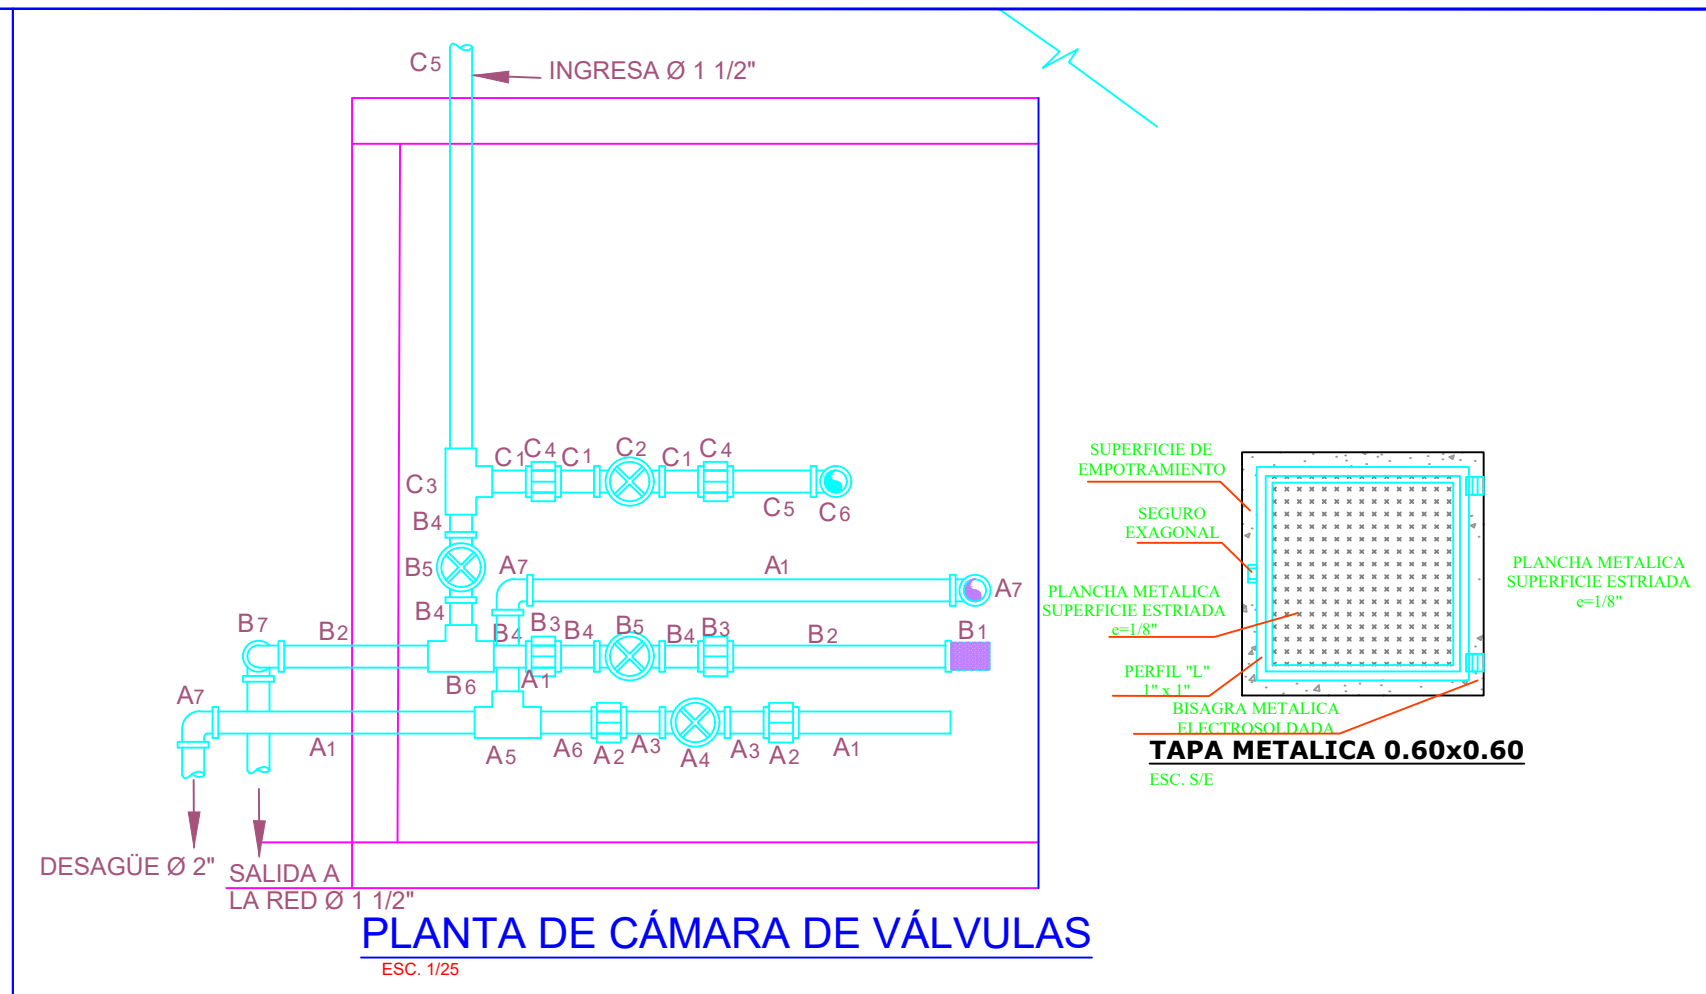 C5
INGRESA Ø 1 1/2"
C1
C4
C1
C2
C1
C4
C3
C5
C6
B4
B5
A7
A1
A7
B4
B7
B2
B4
B3
B4
B5
B4
B3
B2
B1
B6
A1
A7
A1
A5
A6
A2
A3
A4
A3
A2
A1
DESAGÜE Ø 2"
SALIDA A
LA RED Ø 1 1/2"
PLANTA DE CÁMARA DE VÁLVULAS
ESC. 1/25
SUPERFICIE DE
EMPOTRAMIENTO
SEGURO
EXAGONAL
PLANCHA METALICA
SUPERFICIE ESTRIADA
e=1/8"
PERFIL "L"
1" x 1"
BISAGRA METALICA
ELECTROSOLDADA
PLANCHA METALICA
SUPERFICIE ESTRIADA
e=1/8"
TAPA METALICA 0.60x0.60
ESC. S/E